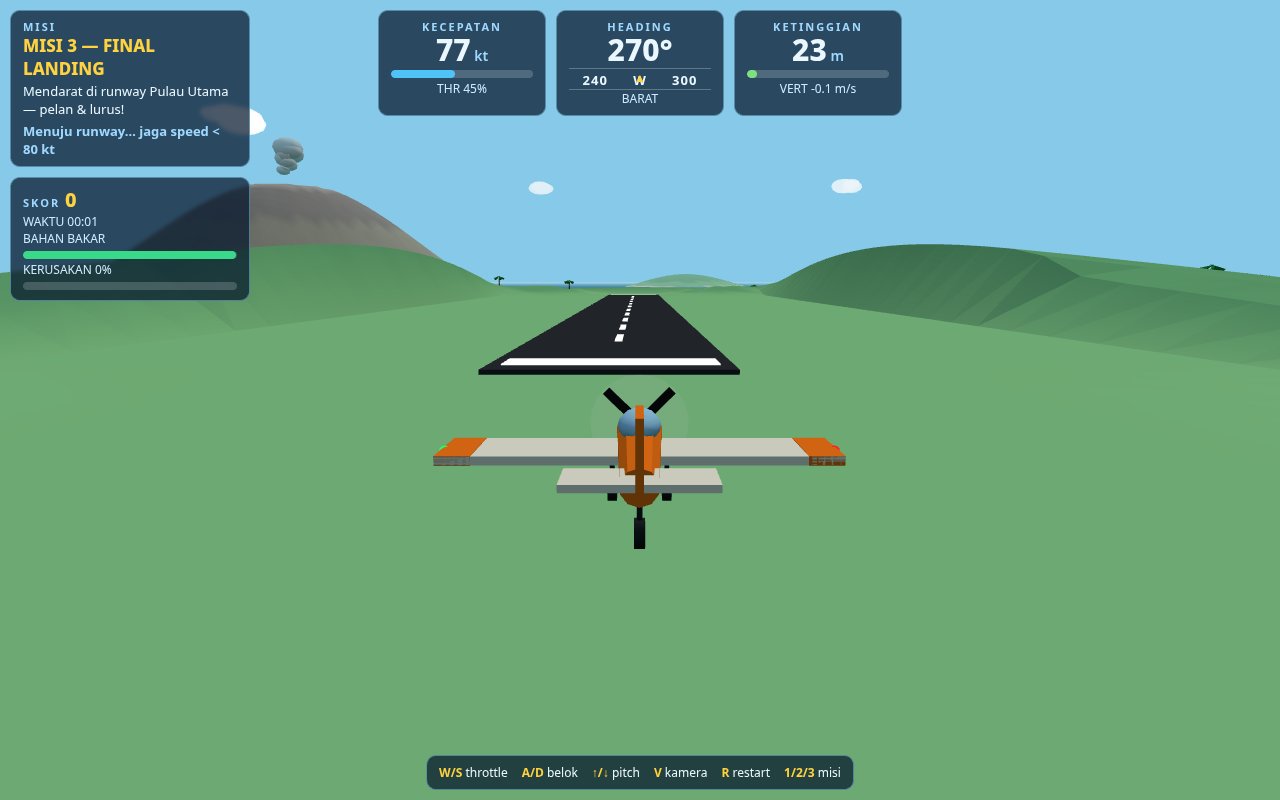 MISI
MISI 3 — FINAL
LANDING
Mendarat di runway Pulau Utama
— pelan & lurus!
Menuju runway... jaga speed <
80 kt
SKOR 0
WAKTU 00:01
BAHAN BAKAR
KERUSAKAN 0%
KECEPATAN
77 kt
THR 45%
HEADING
270°
240 W 300
BARAT
KETINGGIAN
23 m
VERT -0.1 m/s
W/S throttle A/D belok ↑/↓ pitch V kamera R restart 1/2/3 misi